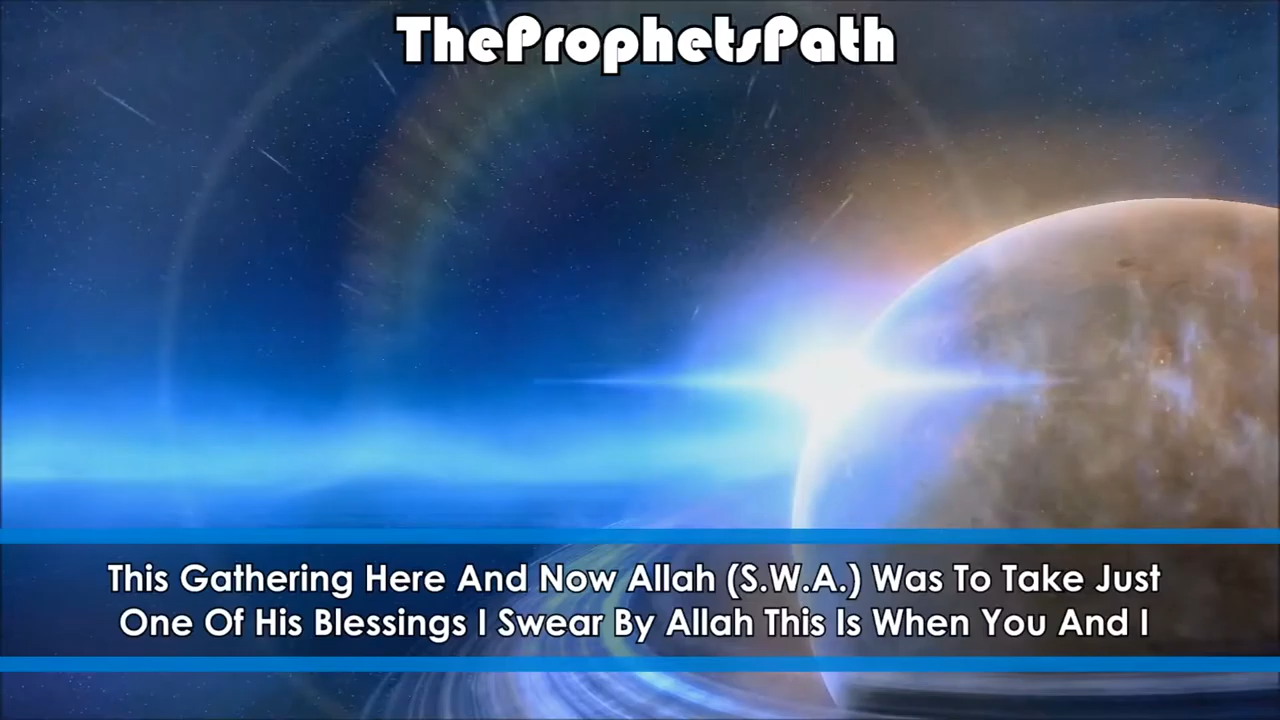 TheProphetsPath
This Gathering Here And Now Allah (S.W.A.) Was To Take Just
One Of His Blessings I Swear By Allah This Is When You And I